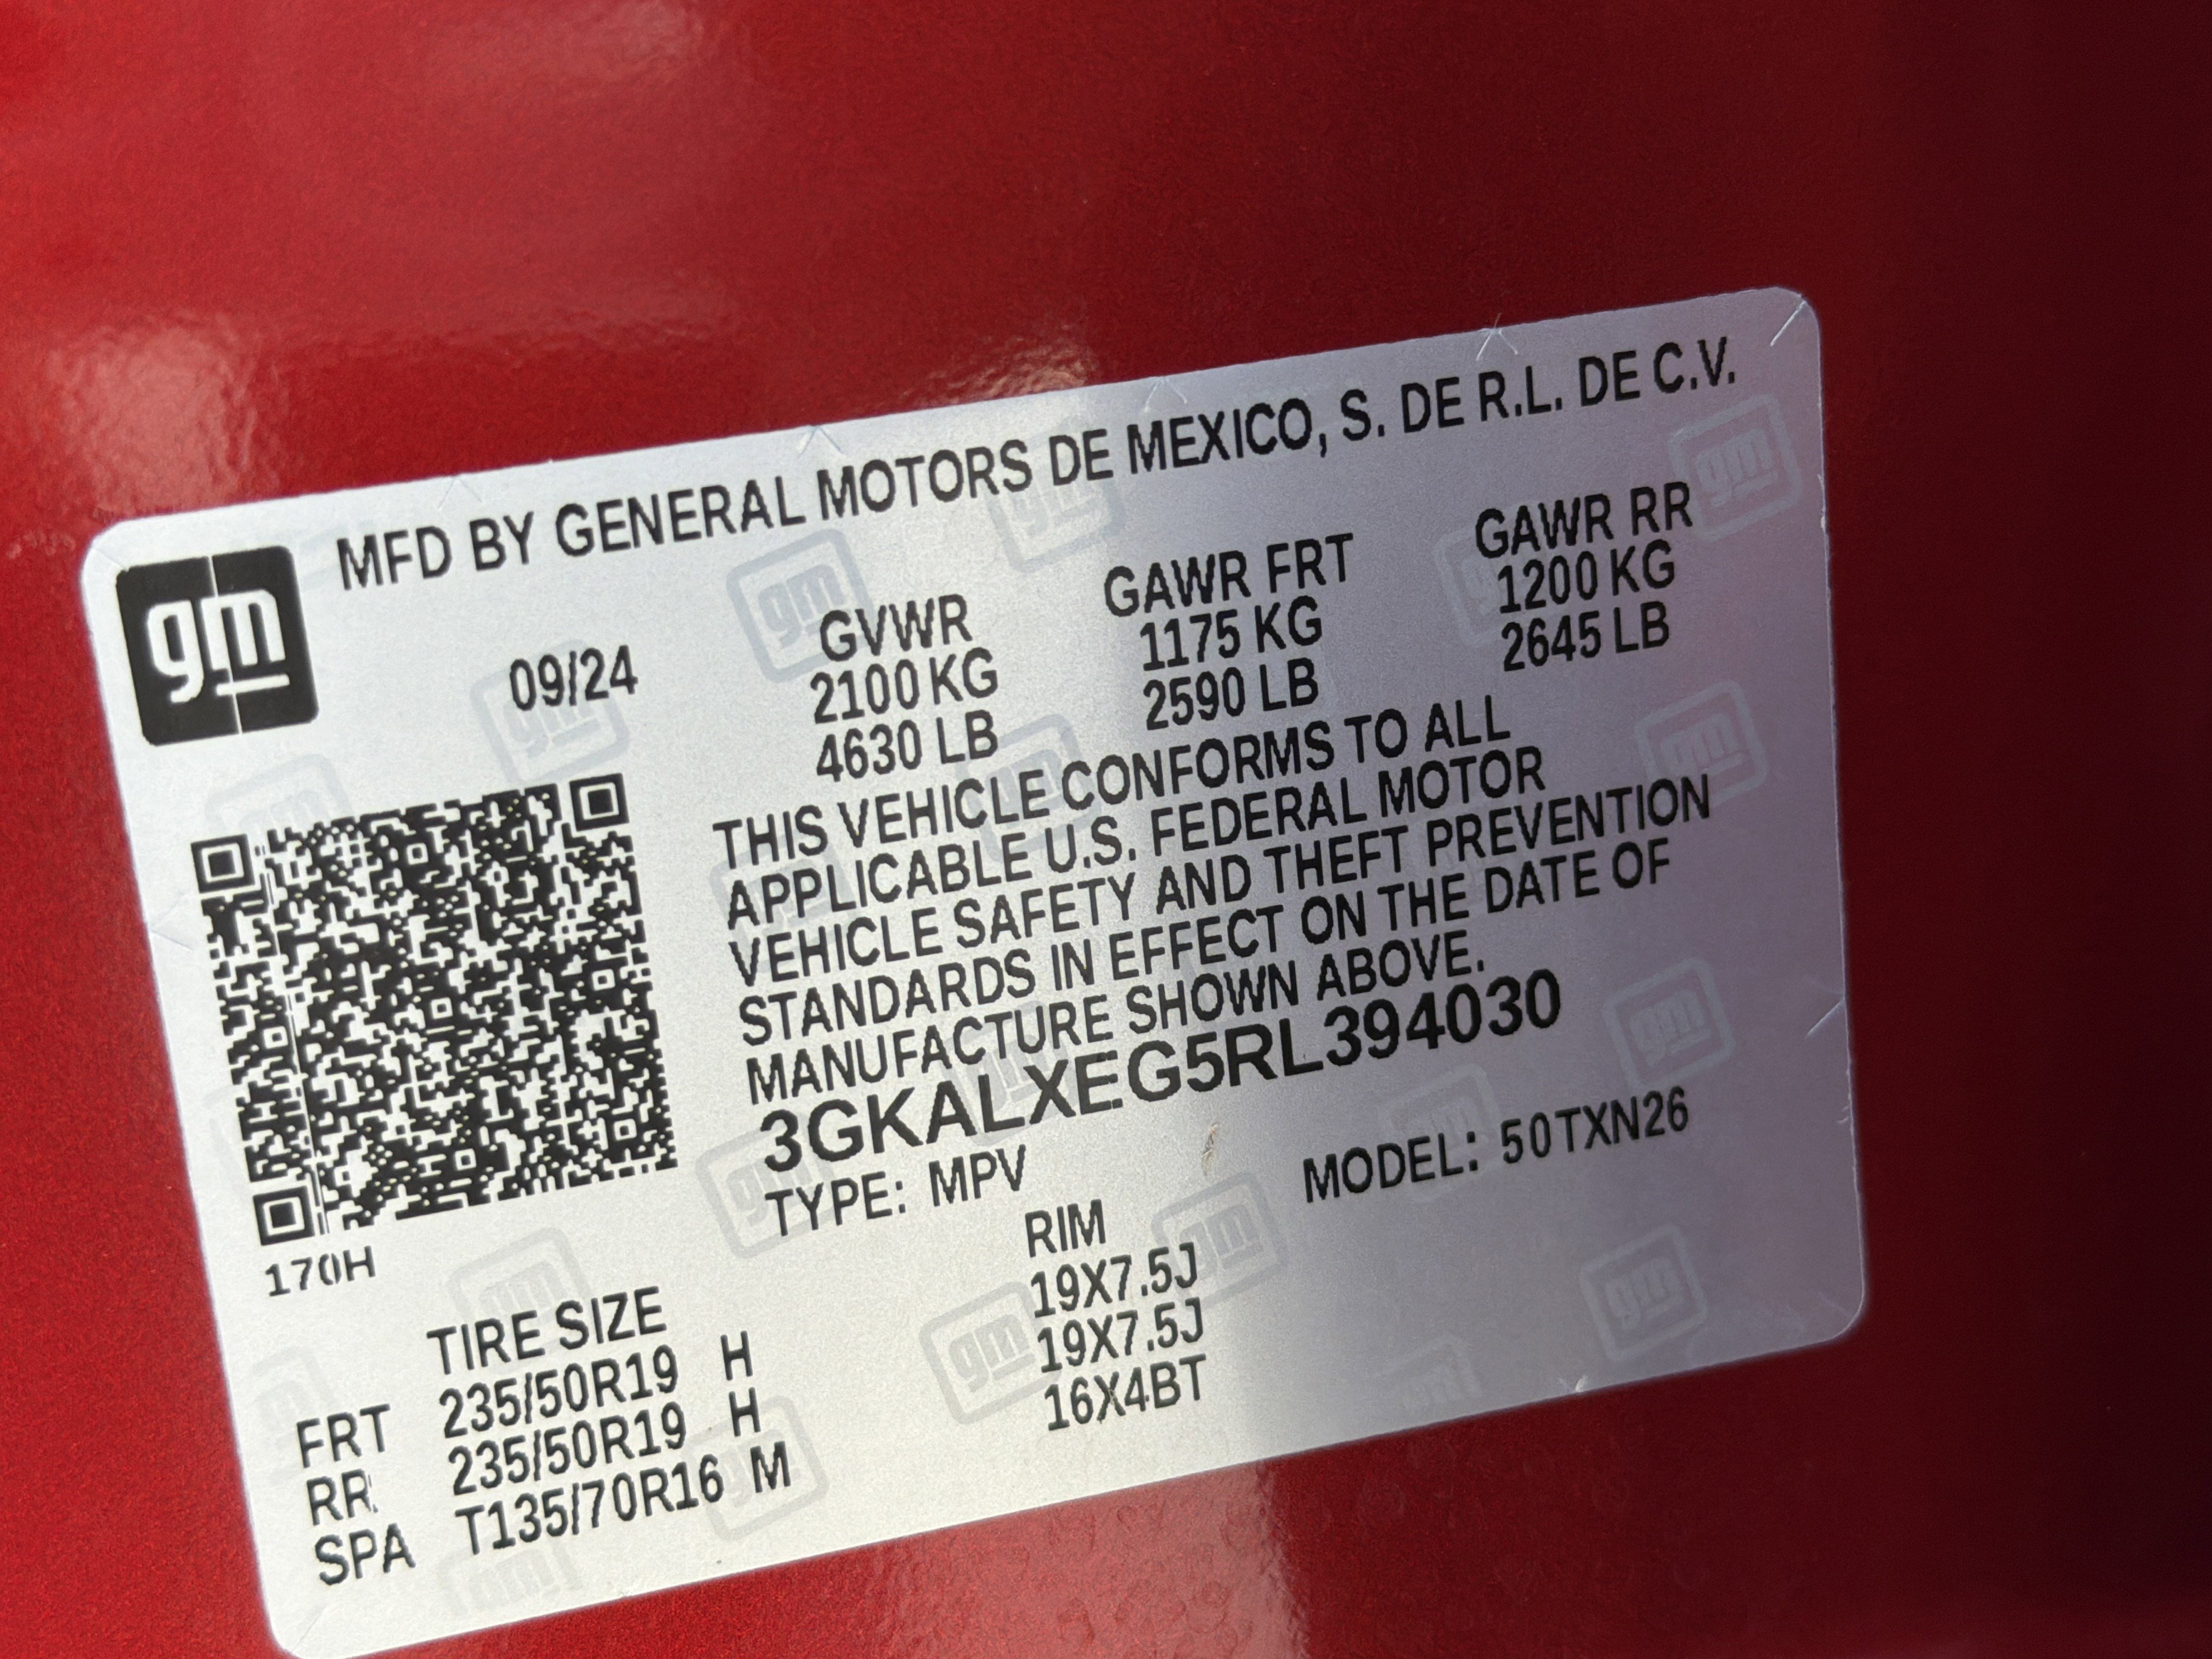 MFD BY GENERAL MOTORS DE MEXICO, S. DE R.L. DE C.V.
gm
09/24
GVWR GAWR FRT GAWR RR
2100 KG 1175 KG 1200 KG
4630 LB 2590 LB 2645 LB
THIS VEHICLE CONFORMS TO ALL
APPLICABLE U.S. FEDERAL MOTOR
VEHICLE SAFETY AND THEFT PREVENTION
STANDARDS IN EFFECT ON THE DATE OF
MANUFACTURE SHOWN ABOVE.
3GKALXEG5RL394030
TYPE: MPV MODEL: 50TXN26
170H
TIRE SIZE RIM
FRT 235/50R19 H 19X7.5J
RR 235/50R19 H 19X7.5J
SPA T135/70R16 M 16X4BT